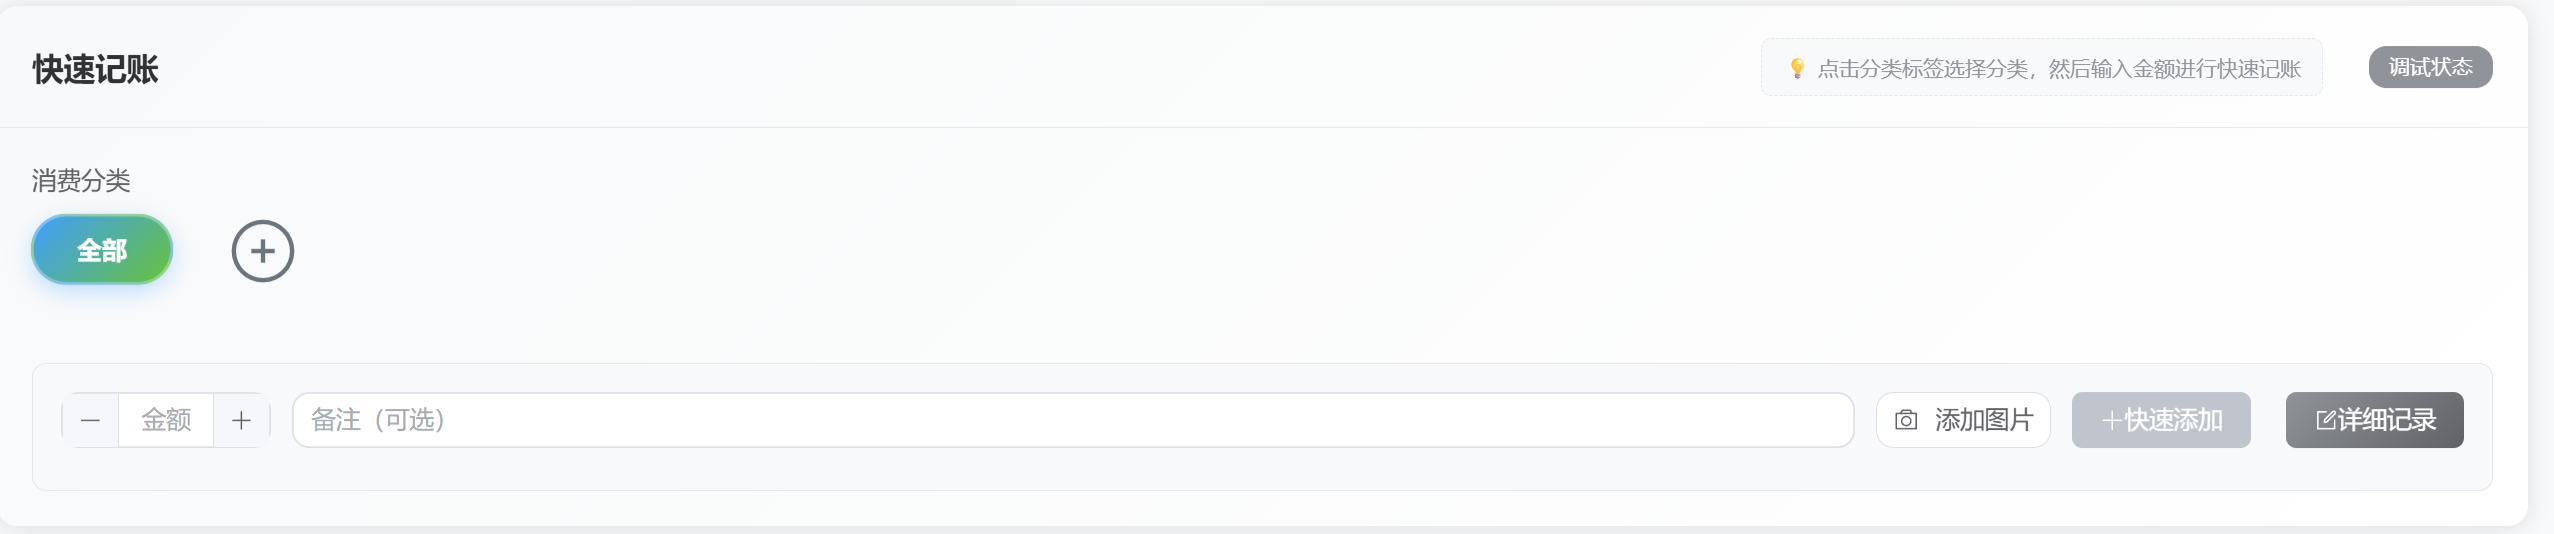 快速记账
💡 点击分类标签选择分类，然后输入金额进行快速记账
调试状态
消费分类
全部
+
— 金额 + 备注（可选） 添加图片 +快速添加 详细记录